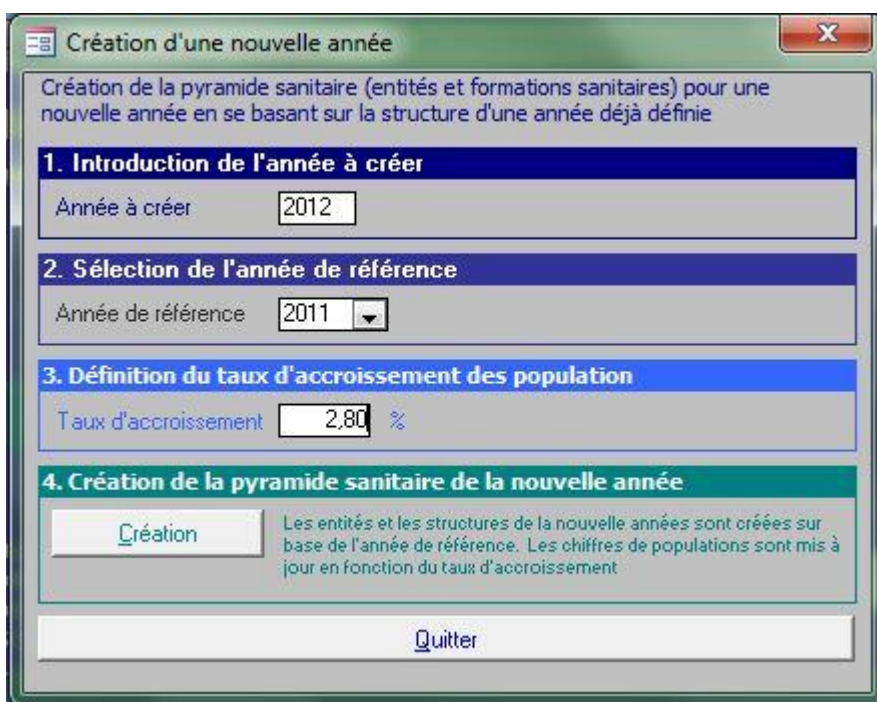 Création d'une nouvelle année
x
Création de la pyramide sanitaire (entités et formations sanitaires) pour une
nouvelle année en se basant sur la structure d'une année déjà définie
1. Introduction de l'année à créer
Année à créer 2012
2. Sélection de l'année de référence
Année de référence 2011
3. Définition du taux d'accroissement des population
Taux d'accroissement 2,80 %
4. Création de la pyramide sanitaire de la nouvelle année
Création
Les entités et les structures de la nouvelle années sont créées sur
base de l'année de référence. Les chiffres de populations sont mis à
jour en fonction du taux d'accroissement
Quitter